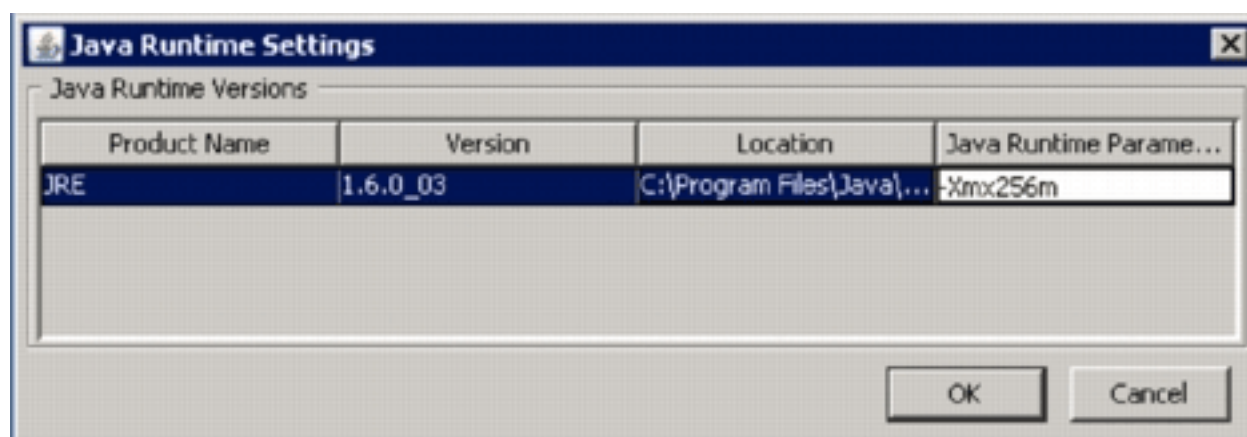 Java Runtime Settings
Java Runtime Versions
Product Name Version Location Java Runtime Parame...
JRE 1.6.0_03 C:\Program Files\Java\... -Xmx256m
OK Cancel